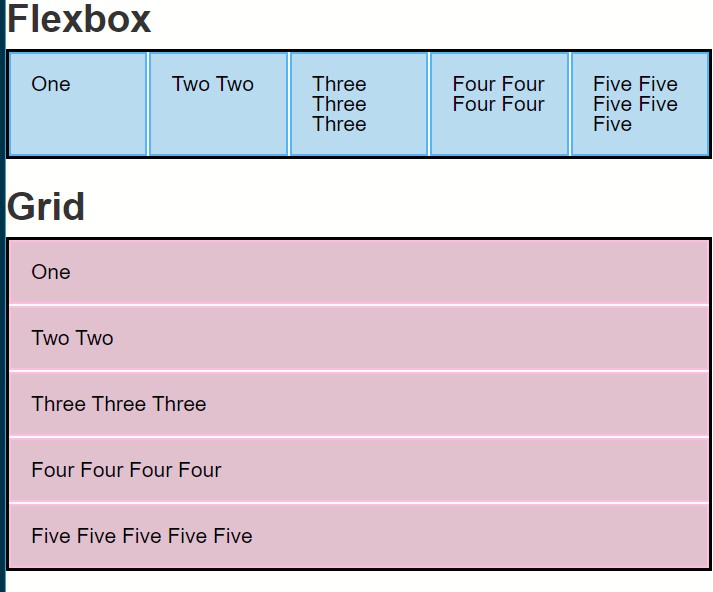 Flexbox
One
Two Two
Three
Three
Three
Four Four
Four Four
Five Five
Five Five
Five
Grid
One
Two Two
Three Three Three
Four Four Four Four
Five Five Five Five Five